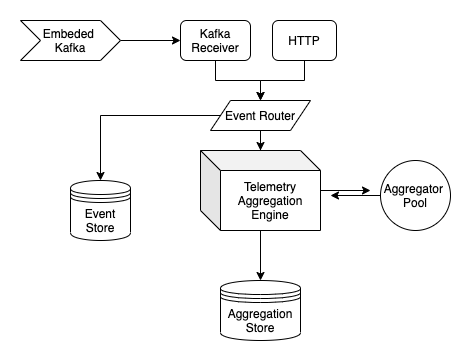 Embeded
Kafka
Kafka
Receiver
HTTP
Event Router
Telemetry
Aggregation
Engine
Aggregator
Pool
Event
Store
Aggregation
Store